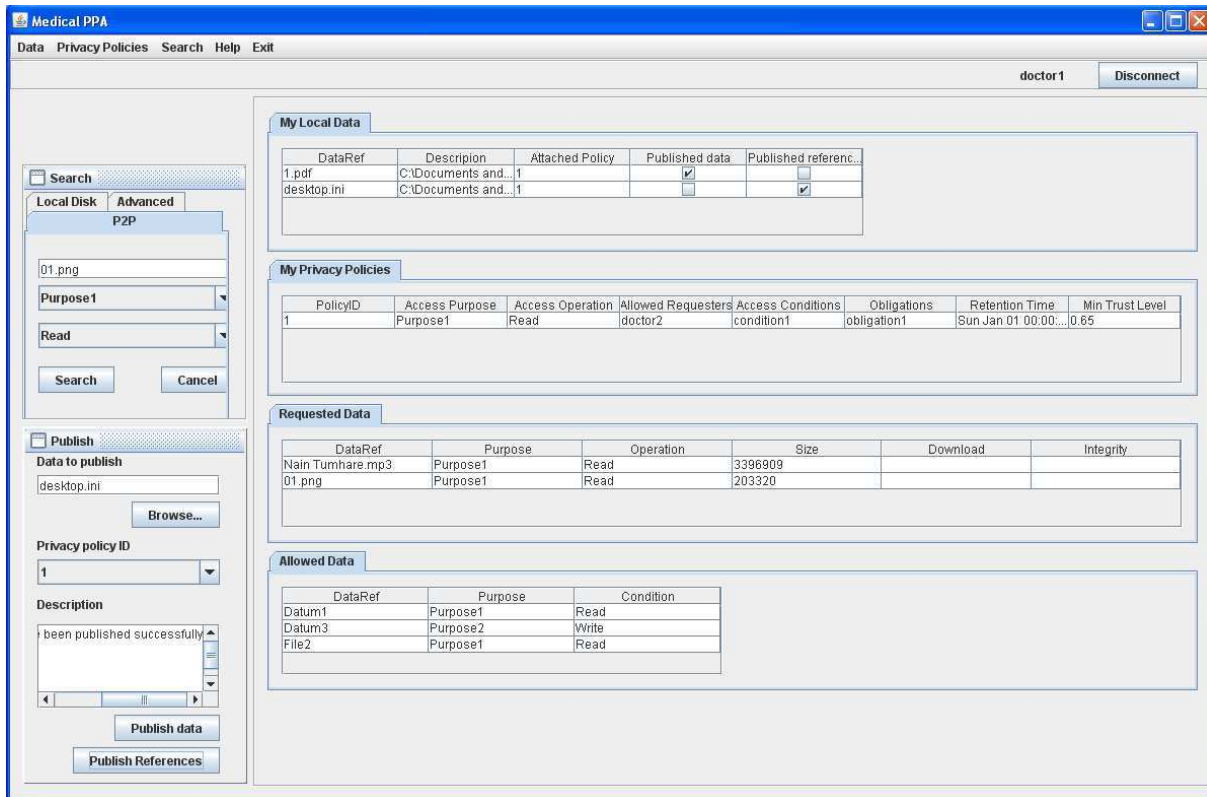 Medical PPA
Data Privacy Policies Search Help Exit
doctor1 Disconnect
Search
Local Disk Advanced
P2P
01.png
Purpose1
Read
Search Cancel
Publish
Data to publish
desktop.ini
Browse...
Privacy policy ID
1
Description
been published successfully
Publish data
Publish References
My Local Data
DataRef Descripion Attached Policy Published data Published referenc...
1.pdf C:\Documents and... 1
desktop.ini C:\Documents and... 1
My Privacy Policies
PolicyID Access Purpose Access Operation Allowed Requesters Access Conditions Obligations Retention Time Min Trust Level
1 Purpose1 Read doctor2 condition1 obligation1 Sun Jan 01 00:00:... 0.65
Requested Data
DataRef Purpose Operation Size Download Integrity
Nain Tumhare.mp3 Purpose1 Read 3396909
01.png Purpose1 Read 203320
Allowed Data
DataRef Purpose Condition
Datum1 Purpose1 Read
Datum3 Purpose2 Write
File2 Purpose1 Read